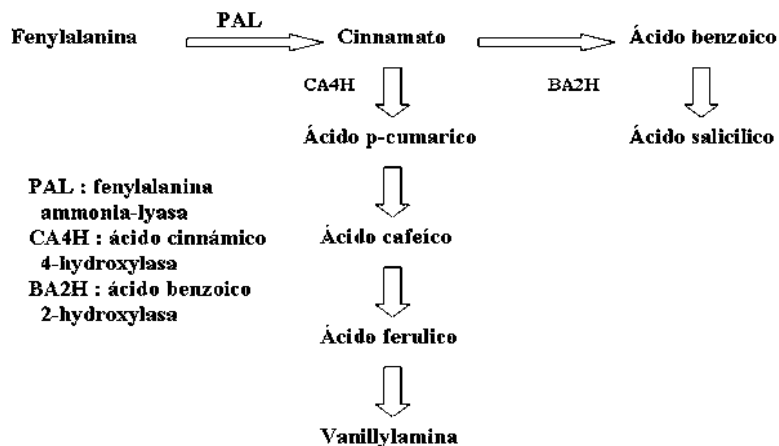 PAL
Fenylalanina Cinnamato Ácido benzoico
CA4H BA2H
Ácido p-cumarico Ácido salicilico
PAL : fenylalanina
ammonia-lyasa
CA4H : ácido cinnámico
4-hydroxylasa
BA2H : ácido benzoico
2-hydroxylasa
Ácido cafeíco
Ácido ferulico
Vanillylamina